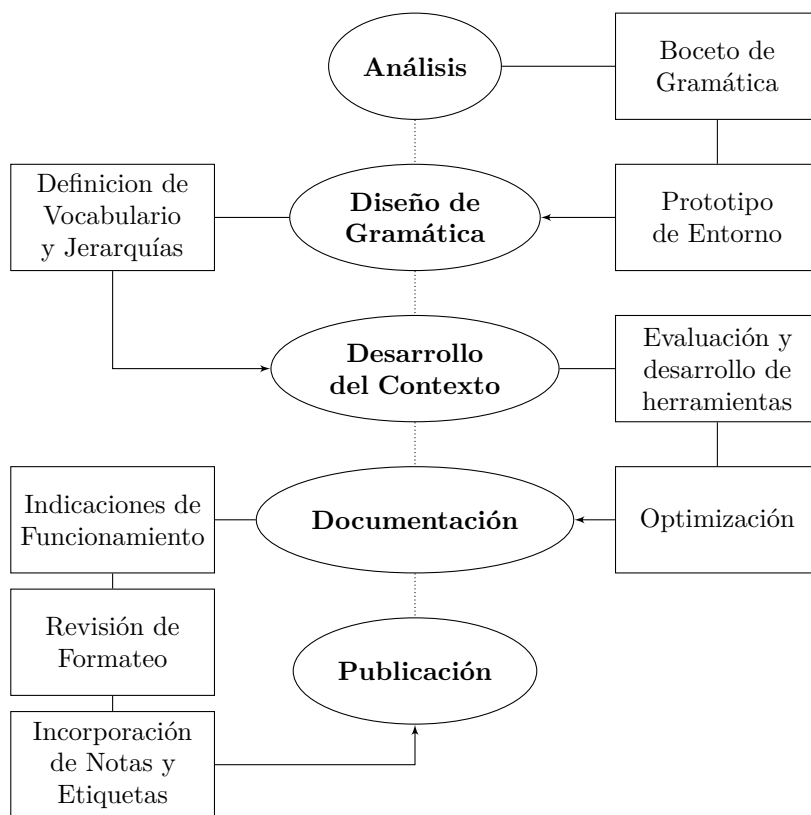 Análisis
Boceto de
Gramática
Definicion de
Vocabulario
y Jerarquías
Diseño de
Gramática
Prototipo
de Entorno
Desarrollo
del Contexto
Evaluación y
desarrollo de
herramientas
Indicaciones de
Funcionamiento
Documentación
Optimización
Revisión de
Formateo
Publicación
Incorporación
de Notas y
Etiquetas